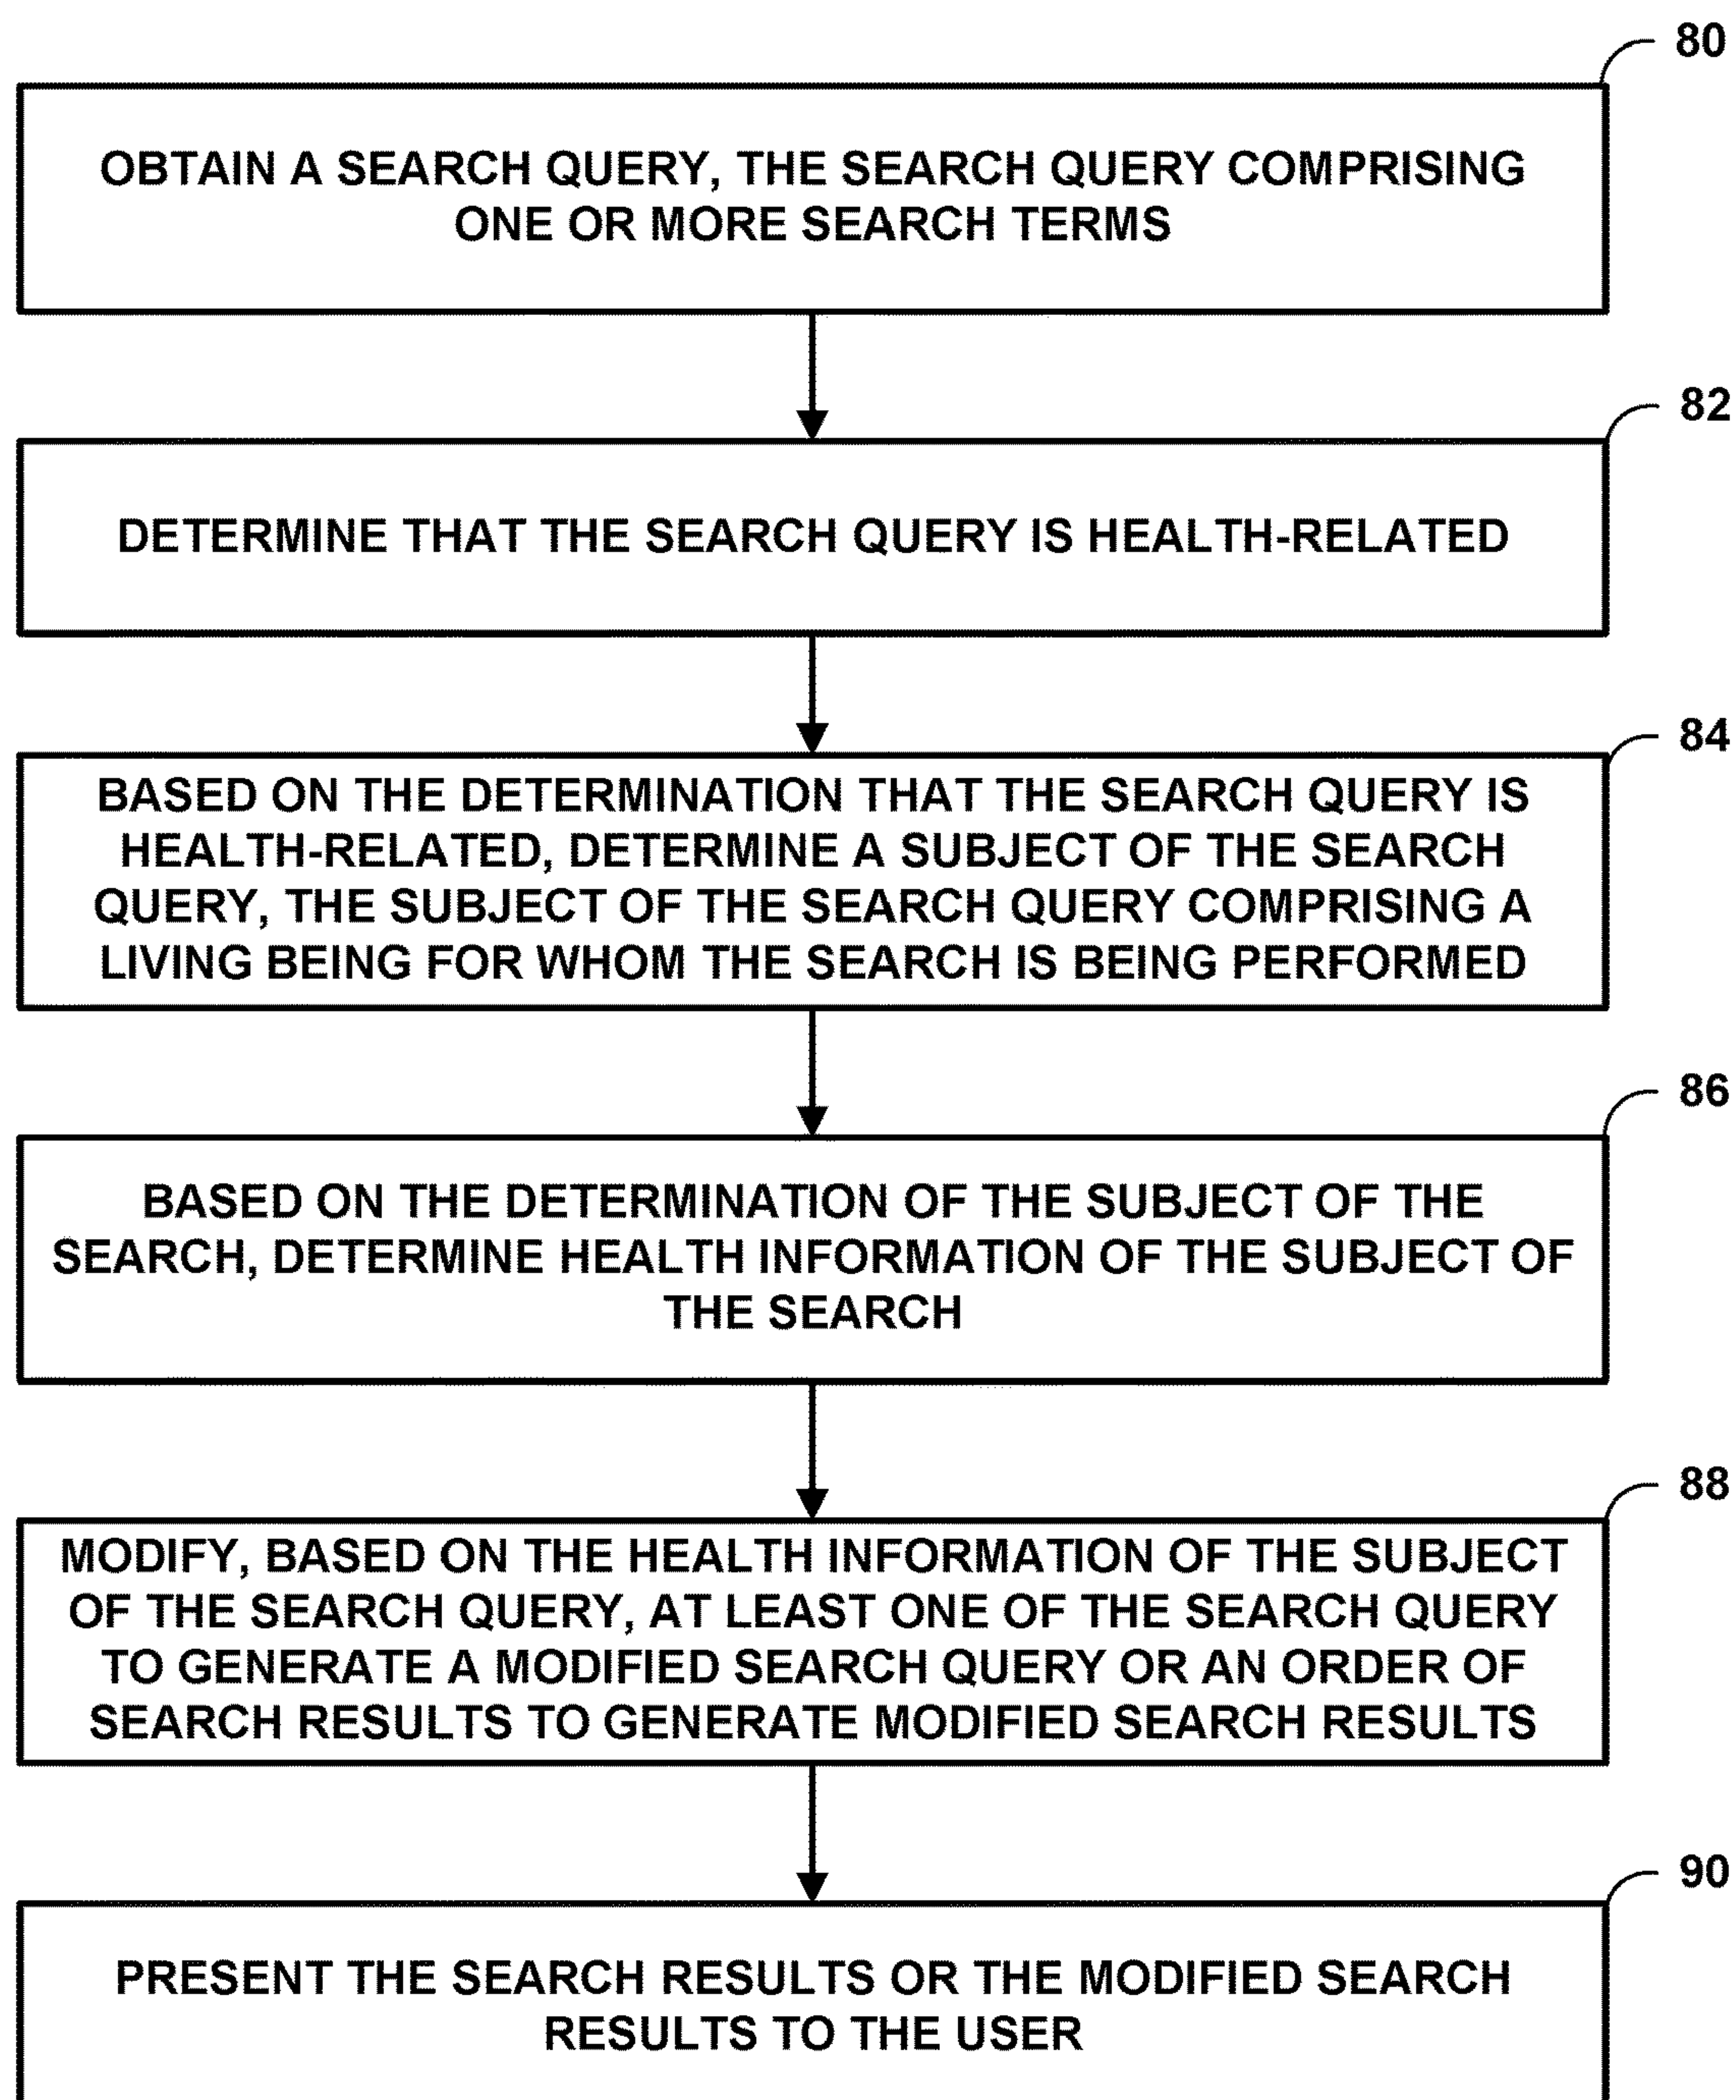 80
OBTAIN A SEARCH QUERY, THE SEARCH QUERY COMPRISING
ONE OR MORE SEARCH TERMS
82
DETERMINE THAT THE SEARCH QUERY IS HEALTH-RELATED
84
BASED ON THE DETERMINATION THAT THE SEARCH QUERY IS
HEALTH-RELATED, DETERMINE A SUBJECT OF THE SEARCH
QUERY, THE SUBJECT OF THE SEARCH QUERY COMPRISING A
LIVING BEING FOR WHOM THE SEARCH IS BEING PERFORMED
86
BASED ON THE DETERMINATION OF THE SUBJECT OF THE
SEARCH, DETERMINE HEALTH INFORMATION OF THE SUBJECT OF
THE SEARCH
88
MODIFY, BASED ON THE HEALTH INFORMATION OF THE SUBJECT
OF THE SEARCH QUERY, AT LEAST ONE OF THE SEARCH QUERY
TO GENERATE A MODIFIED SEARCH QUERY OR AN ORDER OF
SEARCH RESULTS TO GENERATE MODIFIED SEARCH RESULTS
90
PRESENT THE SEARCH RESULTS OR THE MODIFIED SEARCH
RESULTS TO THE USER